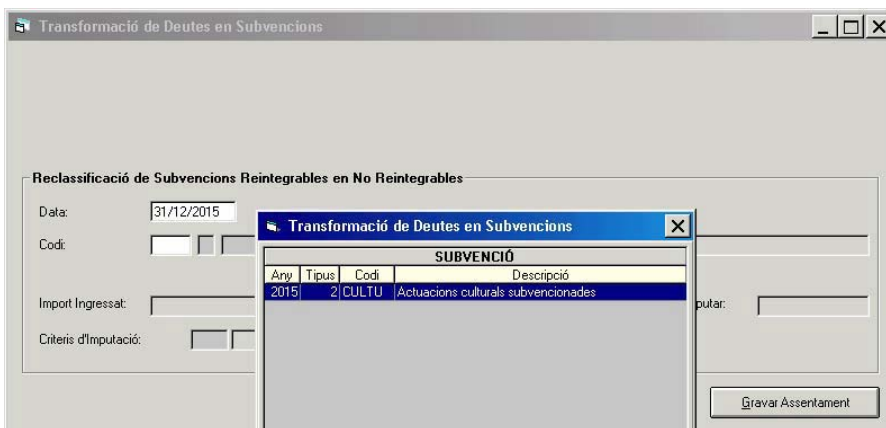 Transformació de Deutes en Subvencions
Reclassificació de Subvencions Reintegrables en No Reintegrables
Data: 31/12/2015
Transformació de Deutes en Subvencions
Codi:
SUBVENCIÓ
Any Tipus Codi Descripció
2015 2 CULTU Actuacions culturals subvencionades
Import Ingressat:
putar:
Criteris d'Imputació:
Gravar Assentament